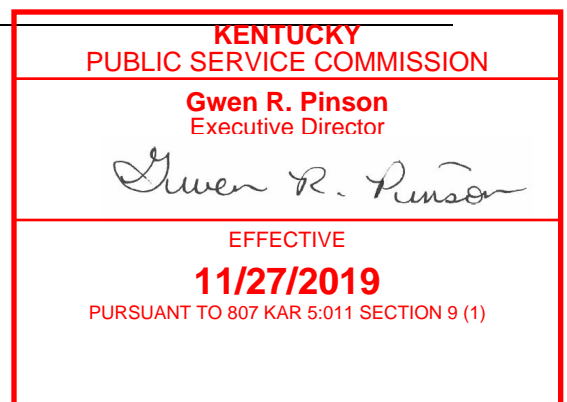 KENTUCKY
PUBLIC SERVICE COMMISSION
Gwen R. Pinson
Executive Director
Gwen R. Pinson
EFFECTIVE
11/27/2019
PURSUANT TO 807 KAR 5:011 SECTION 9 (1)